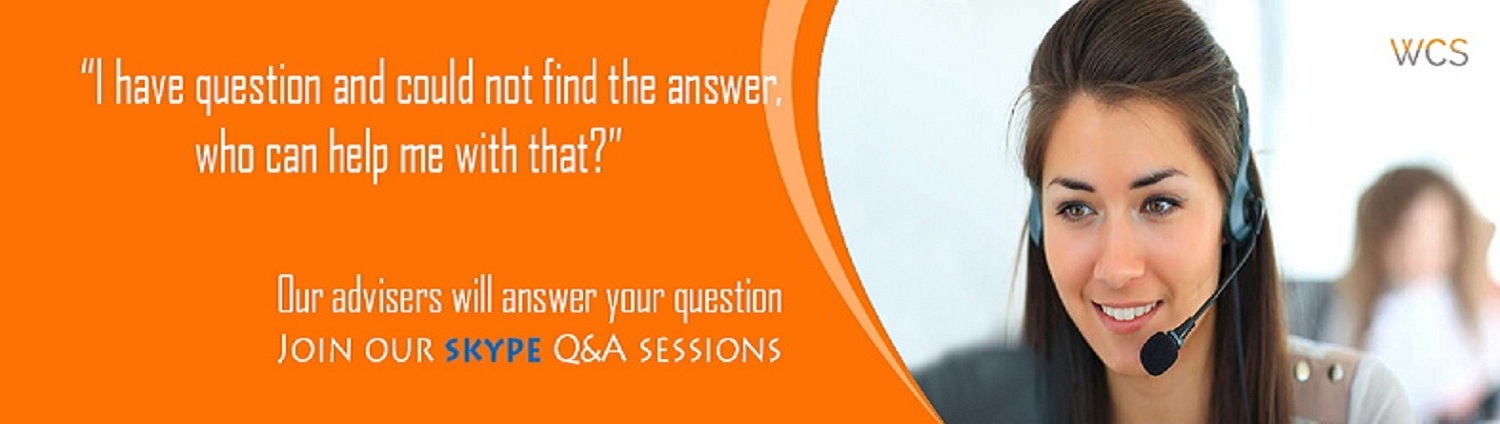 “I have question and could not find the answer,
who can help me with that?”
Our advisers will answer your question
JOIN OUR SKYPE Q&A SESSIONS
WCS